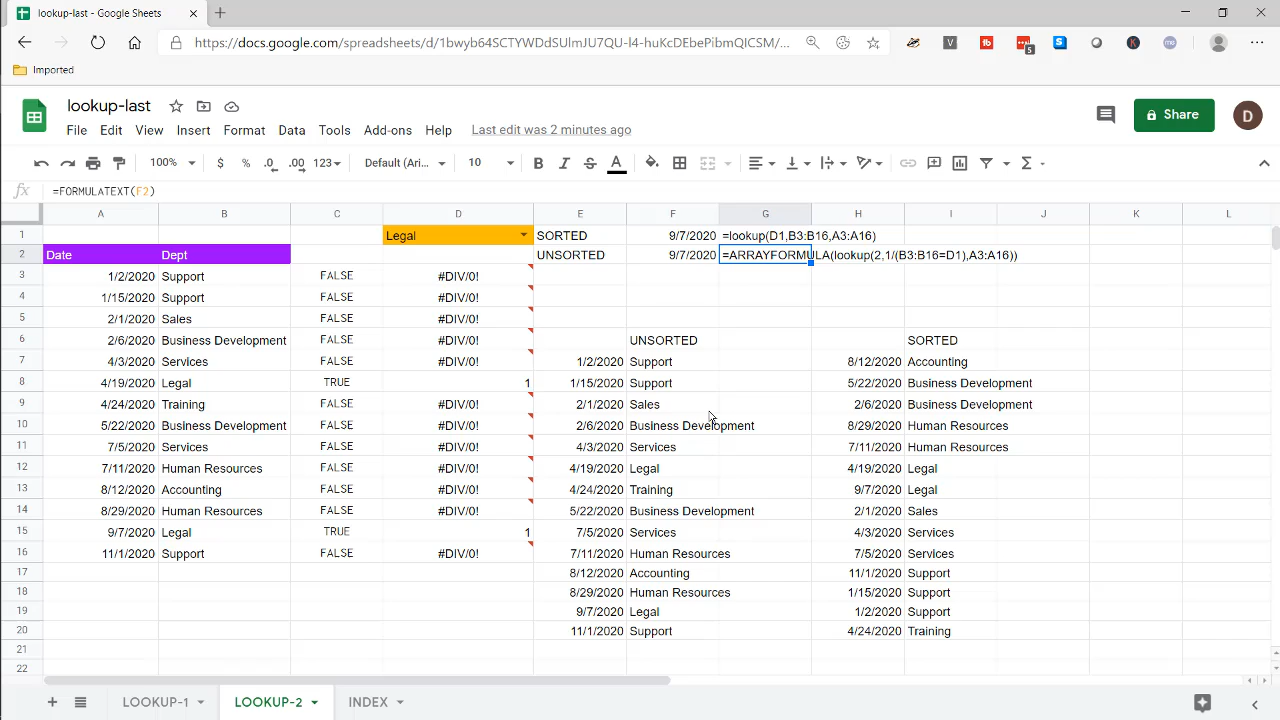 lookup-last - Google Sheets
https://docs.google.com/spreadsheets/d/1bwyb64SCTYWDdSUlmJU7QU-l4-huKcDEbePibmQICSM/...
Imported
lookup-last
File Edit View Insert Format Data Tools Add-ons Help Last edit was 2 minutes ago
Share
D
100% $ % .0 .00 123 Default (Ari... 10 B I S A
fx =FORMULATEXT(F2)
A B C D E F G H I J K L
1 Legal SORTED 9/7/2020 =lookup(D1,B3:B16,A3:A16)
2 Date Dept UNSORTED 9/7/2020 =ARRAYFORMULA(lookup(2,1/(B3:B16=D1),A3:A16))
3 1/2/2020 Support FALSE #DIV/0!
4 1/15/2020 Support FALSE #DIV/0!
5 2/1/2020 Sales FALSE #DIV/0!
6 2/6/2020 Business Development FALSE #DIV/0! UNSORTED SORTED
7 4/3/2020 Services FALSE #DIV/0! 1/2/2020 Support 8/12/2020 Accounting
8 4/19/2020 Legal TRUE 1 1/15/2020 Support 5/22/2020 Business Development
9 4/24/2020 Training FALSE #DIV/0! 2/1/2020 Sales 2/6/2020 Business Development
10 5/22/2020 Business Development FALSE #DIV/0! 2/6/2020 Business Development 8/29/2020 Human Resources
11 7/5/2020 Services FALSE #DIV/0! 4/3/2020 Services 7/11/2020 Human Resources
12 7/11/2020 Human Resources FALSE #DIV/0! 4/19/2020 Legal 4/19/2020 Legal
13 8/12/2020 Accounting FALSE #DIV/0! 4/24/2020 Training 9/7/2020 Legal
14 8/29/2020 Human Resources FALSE #DIV/0! 5/22/2020 Business Development 2/1/2020 Sales
15 9/7/2020 Legal TRUE 1 7/5/2020 Services 4/3/2020 Services
16 11/1/2020 Support FALSE #DIV/0! 7/11/2020 Human Resources 7/5/2020 Services
17 8/12/2020 Accounting 11/1/2020 Support
18 8/29/2020 Human Resources 1/15/2020 Support
19 9/7/2020 Legal 1/2/2020 Support
20 11/1/2020 Support 4/24/2020 Training
21
22
LOOKUP-1 LOOKUP-2 INDEX